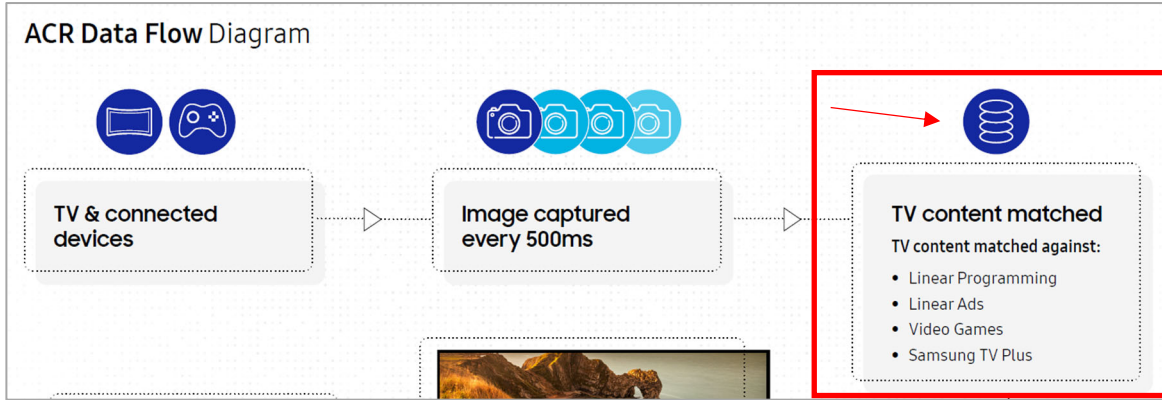 ACR Data Flow Diagram
TV & connected
devices
Image captured
every 500ms
TV content matched
TV content matched against:
• Linear Programming
• Linear Ads
• Video Games
• Samsung TV Plus